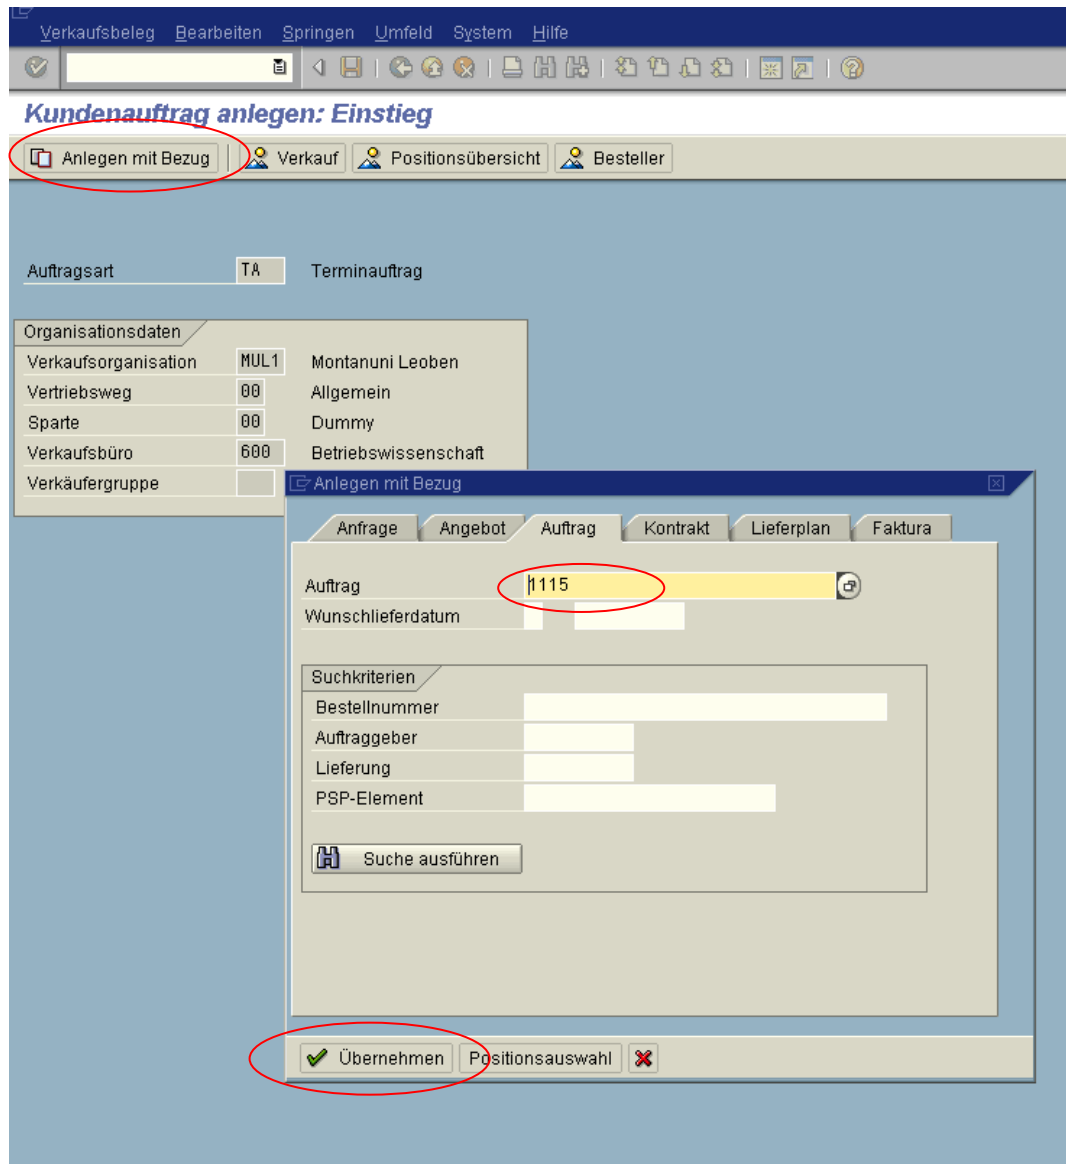 Verkaufsbeleg Bearbeiten Springen Umfeld System Hilfe
Kundenauftrag anlegen: Einstieg
Anlegen mit Bezug Verkauf Positionsübersicht Besteller
Auftragsart TA Terminauftrag
Organisationsdaten
Verkaufsorganisation MUL1 Montanuni Leoben
Vertriebsweg 00 Allgemein
Sparte 00 Dummy
Verkaufsbüro 600 Betriebswissenschaft
Verkäufergruppe
Anlegen mit Bezug
Anfrage Angebot Auftrag Kontrakt Lieferplan Faktura
Auftrag 1115
Wunschlieferdatum
Suchkriterien
Bestellnummer
Auftraggeber
Lieferung
PSP-Element
Suche ausführen
Übernehmen Positionsauswahl